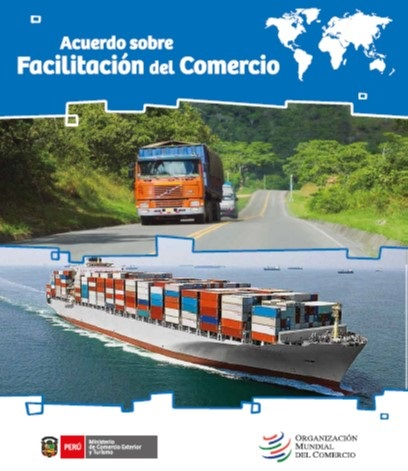 Acuerdo sobre
Facilitación del Comercio
PERÚ
Ministerio
de Comercio Exterior
y Turismo
ORGANIZACIÓN
MUNDIAL
DEL COMERCIO